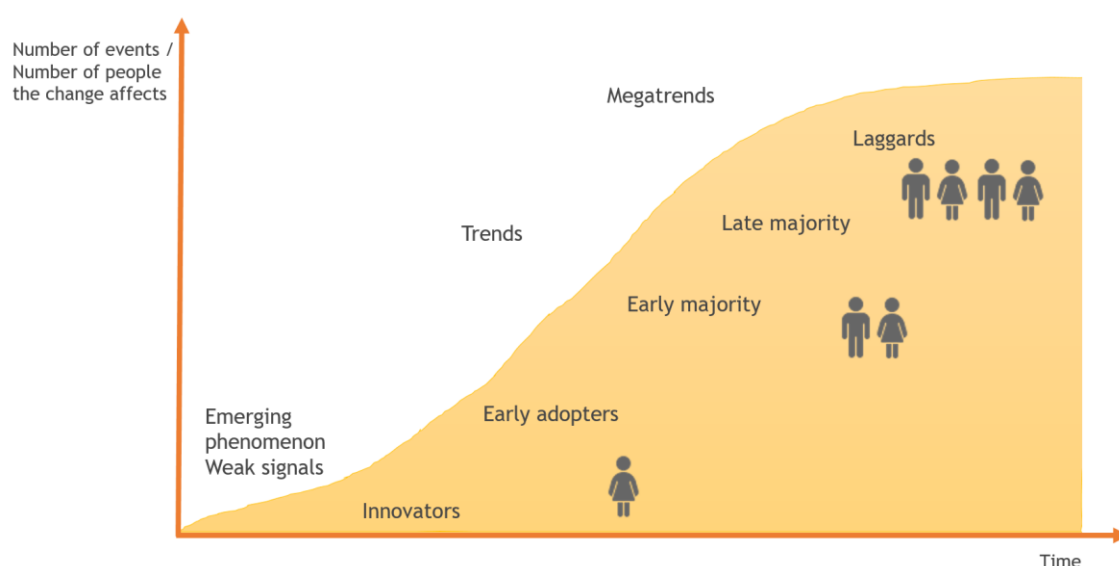 Number of events /
Number of people
the change affects
Megatrends
Laggards
Late majority
Trends
Early majority
Emerging
phenomenon
Weak signals
Early adopters
Innovators
Time